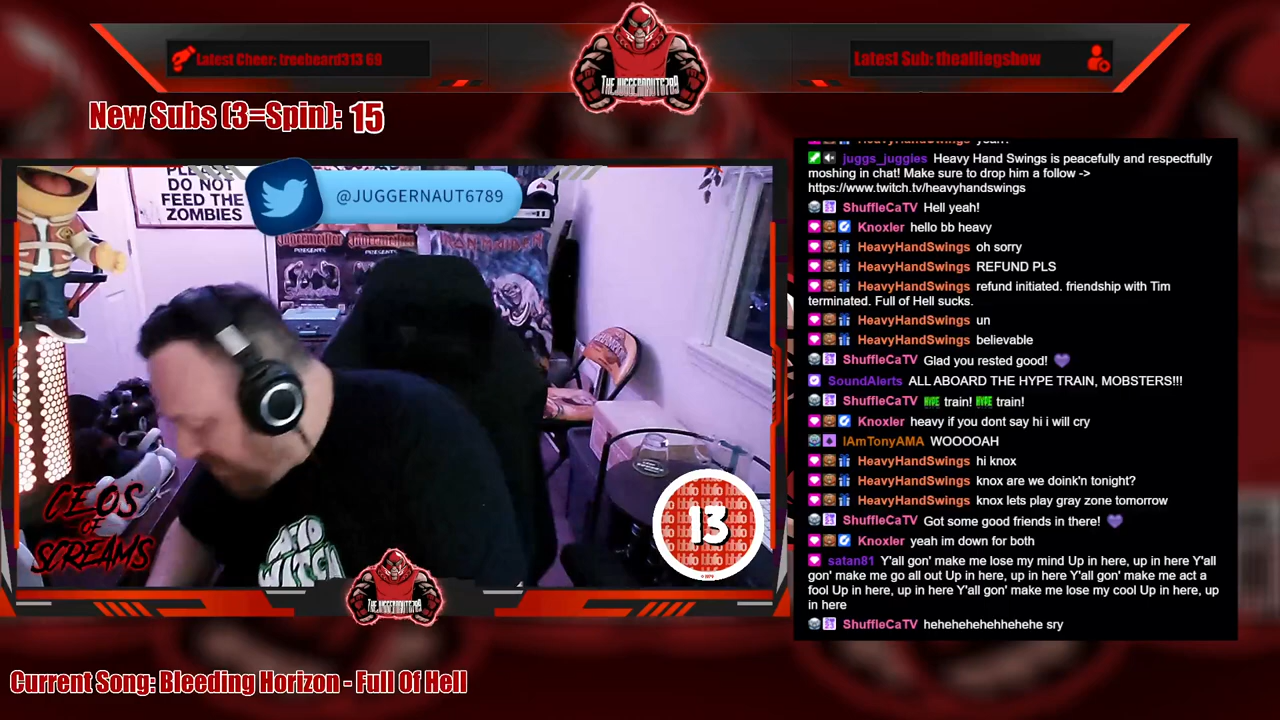 Latest Cheer: treebeard313 69
THEJUGGERNAUT6789
Latest Sub: thealliegshow
New Subs (3=Spin): 15
PLEASE
DO NOT
FEED THE
ZOMBIES
@JUGGERNAUT6789
Jägermeister
Jägermeister
IRON MAIDEN
CEOS
OF
SCREAMS
13
THEJUGGERNAUT6789
juggs_juggies Heavy Hand Swings is peacefully and respectfully
moshing in chat! Make sure to drop him a follow ->
https://www.twitch.tv/heavyhandswings
ShuffleCaTV Hell yeah!
Knoxler hello bb heavy
HeavyHandSwings oh sorry
HeavyHandSwings REFUND PLS
HeavyHandSwings refund initiated. friendship with Tim
terminated. Full of Hell sucks.
HeavyHandSwings un
HeavyHandSwings believable
ShuffleCaTV Glad you rested good! 💜
SoundAlerts ALL ABOARD THE HYPE TRAIN, MOBSTERS!!!
ShuffleCaTV HYPE train! HYPE train!
Knoxler heavy if you dont say hi i will cry
IAmTonyAMA WOOOOAH
HeavyHandSwings hi knox
HeavyHandSwings knox are we doink'n tonight?
HeavyHandSwings knox lets play gray zone tomorrow
ShuffleCaTV Got some good friends in there! 💜
Knoxler yeah im down for both
satan81 Y'all gon' make me lose my mind Up in here, up in here Y'all
gon' make me go all out Up in here, up in here Y'all gon' make me act a
fool Up in here, up in here Y'all gon' make me lose my cool Up in here, up
in here
ShuffleCaTV hehehehehehhehehe sry
Current Song: Bleeding Horizon - Full Of Hell